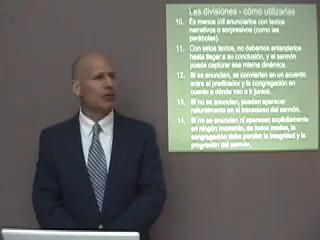 Las divisiones - cómo utilizarlas
10. Es menos útil anunciarlos con textos
narrativos o sorpresivos (como las
parábolas).
11. Con estos textos, no debemos entenderlos
hasta llegar a su conclusión, y el sermón
puede capturar esa misma dinámica.
12. Si se anuncian, se convierten en un acuerdo
entre el predicador y la congregación en
cuanto a dónde van a ir juntos.
13. Si no se anuncian, pueden aparecer
naturalmente en el transcurso del sermón.
14. Si no se anuncian ni aparecen explícitamente
en ningún momento, de todos modos, la
congregación debe percibir la integridad y la
progresión del sermón.